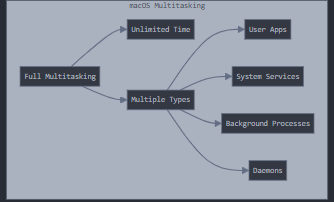 macOS Multitasking
Unlimited Time
User Apps
Full Multitasking
System Services
Multiple Types
Background Processes
Daemons